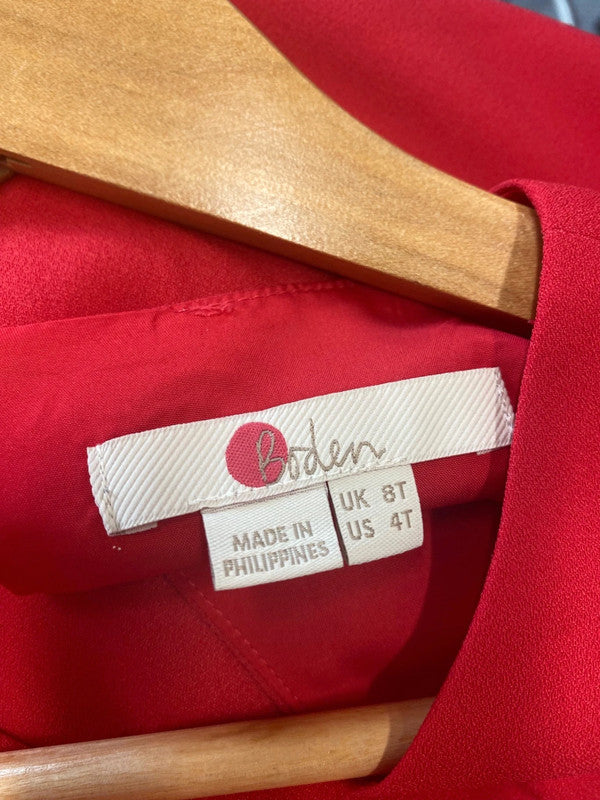 Boden
MADE IN
PHILIPPINES
UK 8T
US 4T